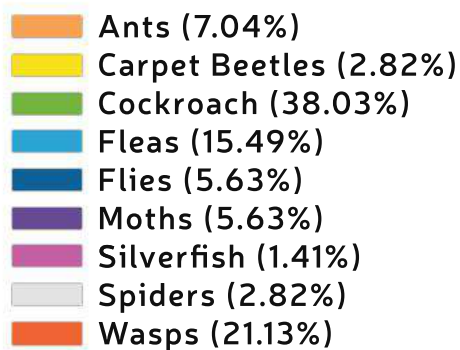 Ants (7.04%)
Carpet Beetles (2.82%)
Cockroach (38.03%)
Fleas (15.49%)
Flies (5.63%)
Moths (5.63%)
Silverfish (1.41%)
Spiders (2.82%)
Wasps (21.13%)